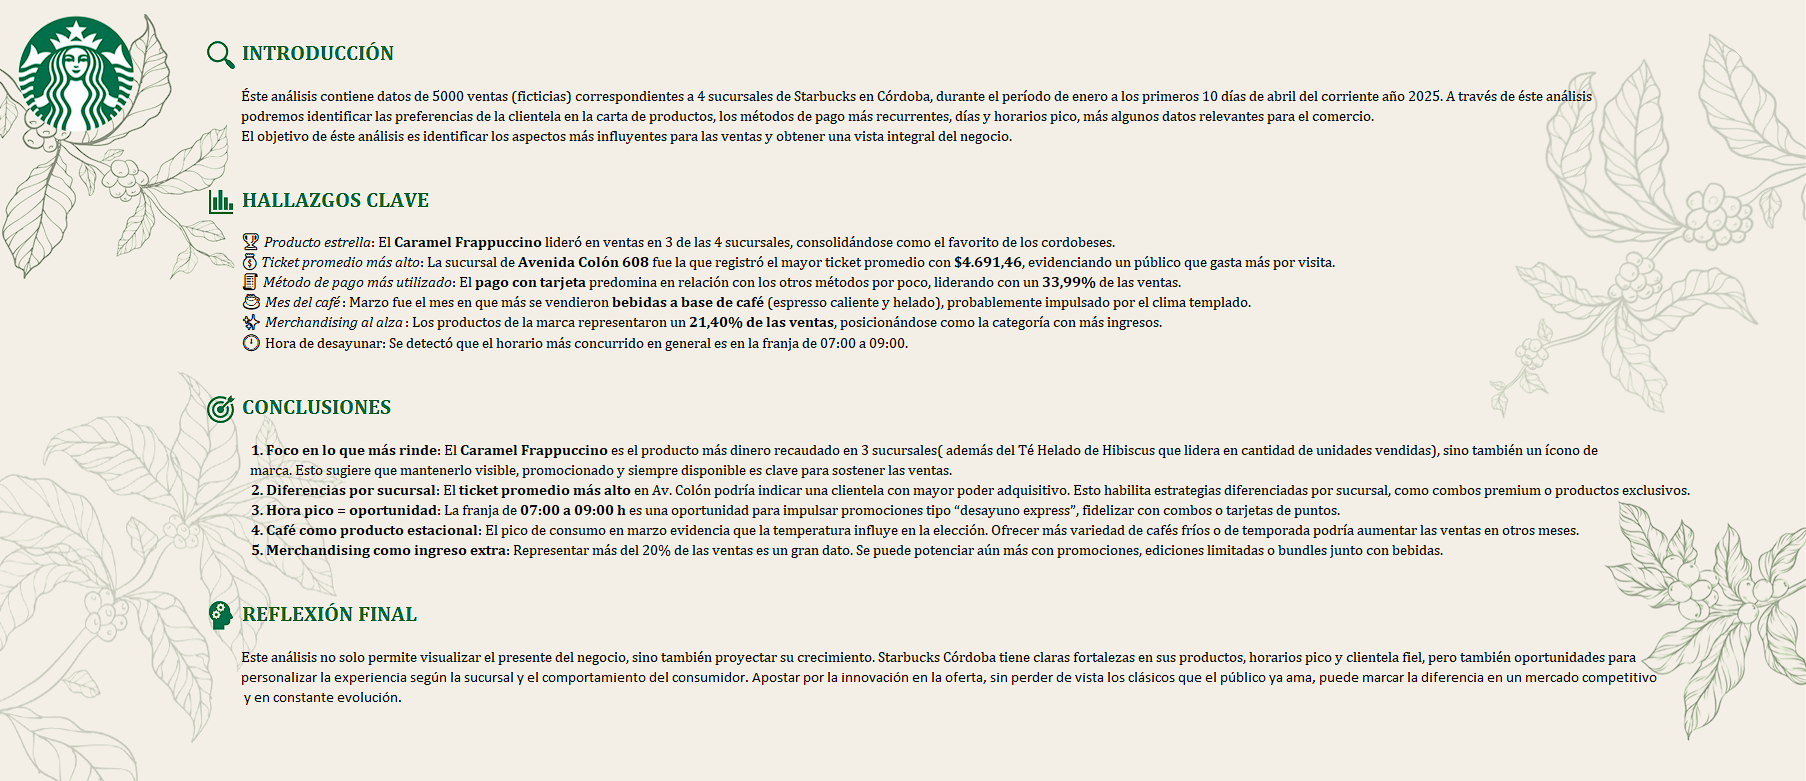 INTRODUCCIÓN
Éste análisis contiene datos de 5000 ventas (ficticias) correspondientes a 4 sucursales de Starbucks en Córdoba, durante el período de enero a los primeros 10 días de abril del corriente año 2025. A través de éste análisis
podremos identificar las preferencias de la clientela en la carta de productos, los métodos de pago más recurrentes, días y horarios pico, más algunos datos relevantes para el comercio.
El objetivo de éste análisis es identificar los aspectos más influyentes para las ventas y obtener una vista integral del negocio.
HALLAZGOS CLAVE
Producto estrella: El Caramel Frappuccino lideró en ventas en 3 de las 4 sucursales, consolidándose como el favorito de los cordobeses.
Ticket promedio más alto: La sucursal de Avenida Colón 608 fue la que registró el mayor ticket promedio con $4.691,46, evidenciando un público que gasta más por visita.
Método de pago más utilizado: El pago con tarjeta predomina en relación con los otros métodos por poco, liderando con un 33,99% de las ventas.
Mes del café: Marzo fue el mes en que más se vendieron bebidas a base de café (espresso caliente y helado), probablemente impulsado por el clima templado.
Merchandising al alza: Los productos de la marca representaron un 21,40% de las ventas, posicionándose como la categoría con más ingresos.
Hora de desayunar: Se detectó que el horario más concurrido en general es en la franja de 07:00 a 09:00.
CONCLUSIONES
1. Foco en lo que más rinde: El Caramel Frappuccino es el producto más dinero recaudado en 3 sucursales( además del Té Helado de Hibiscus que lidera en cantidad de unidades vendidas), sino también un ícono de
marca. Esto sugiere que mantenerlo visible, promocionado y siempre disponible es clave para sostener las ventas.
2. Diferencias por sucursal: El ticket promedio más alto en Av. Colón podría indicar una clientela con mayor poder adquisitivo. Esto habilita estrategias diferenciadas por sucursal, como combos premium o productos exclusivos.
3. Hora pico = oportunidad: La franja de 07:00 a 09:00 h es una oportunidad para impulsar promociones tipo “desayuno express”, fidelizar con combos o tarjetas de puntos.
4. Café como producto estacional: El pico de consumo en marzo evidencia que la temperatura influye en la elección. Ofrecer más variedad de cafés fríos o de temporada podría aumentar las ventas en otros meses.
5. Merchandising como ingreso extra: Representar más del 20% de las ventas es un gran dato. Se puede potenciar aún más con promociones, ediciones limitadas o bundles junto con bebidas.
REFLEXIÓN FINAL
Este análisis no solo permite visualizar el presente del negocio, sino también proyectar su crecimiento. Starbucks Córdoba tiene claras fortalezas en sus productos, horarios pico y clientela fiel, pero también oportunidades para
personalizar la experiencia según la sucursal y el comportamiento del consumidor. Apostar por la innovación en la oferta, sin perder de vista los clásicos que el público ya ama, puede marcar la diferencia en un mercado competitivo
y en constante evolución.